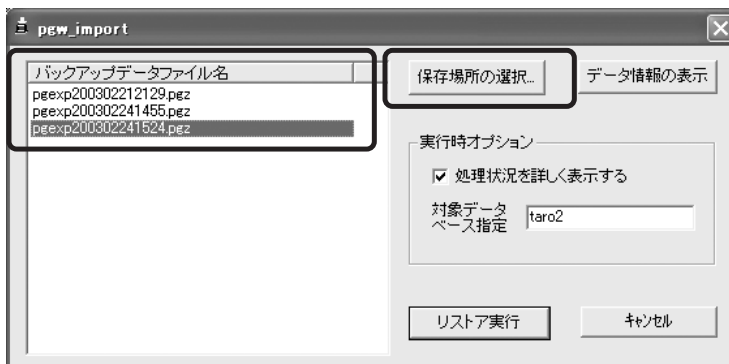 pgw_import
バックアップデータファイル名
pgexp200302212129.pgz
pgexp200302241455.pgz
pgexp200302241524.pgz
保存場所の選択...
データ情報の表示
実行時オプション
処理状況を詳しく表示する
対象データ
ベース指定
taro2
リストア実行
キャンセル